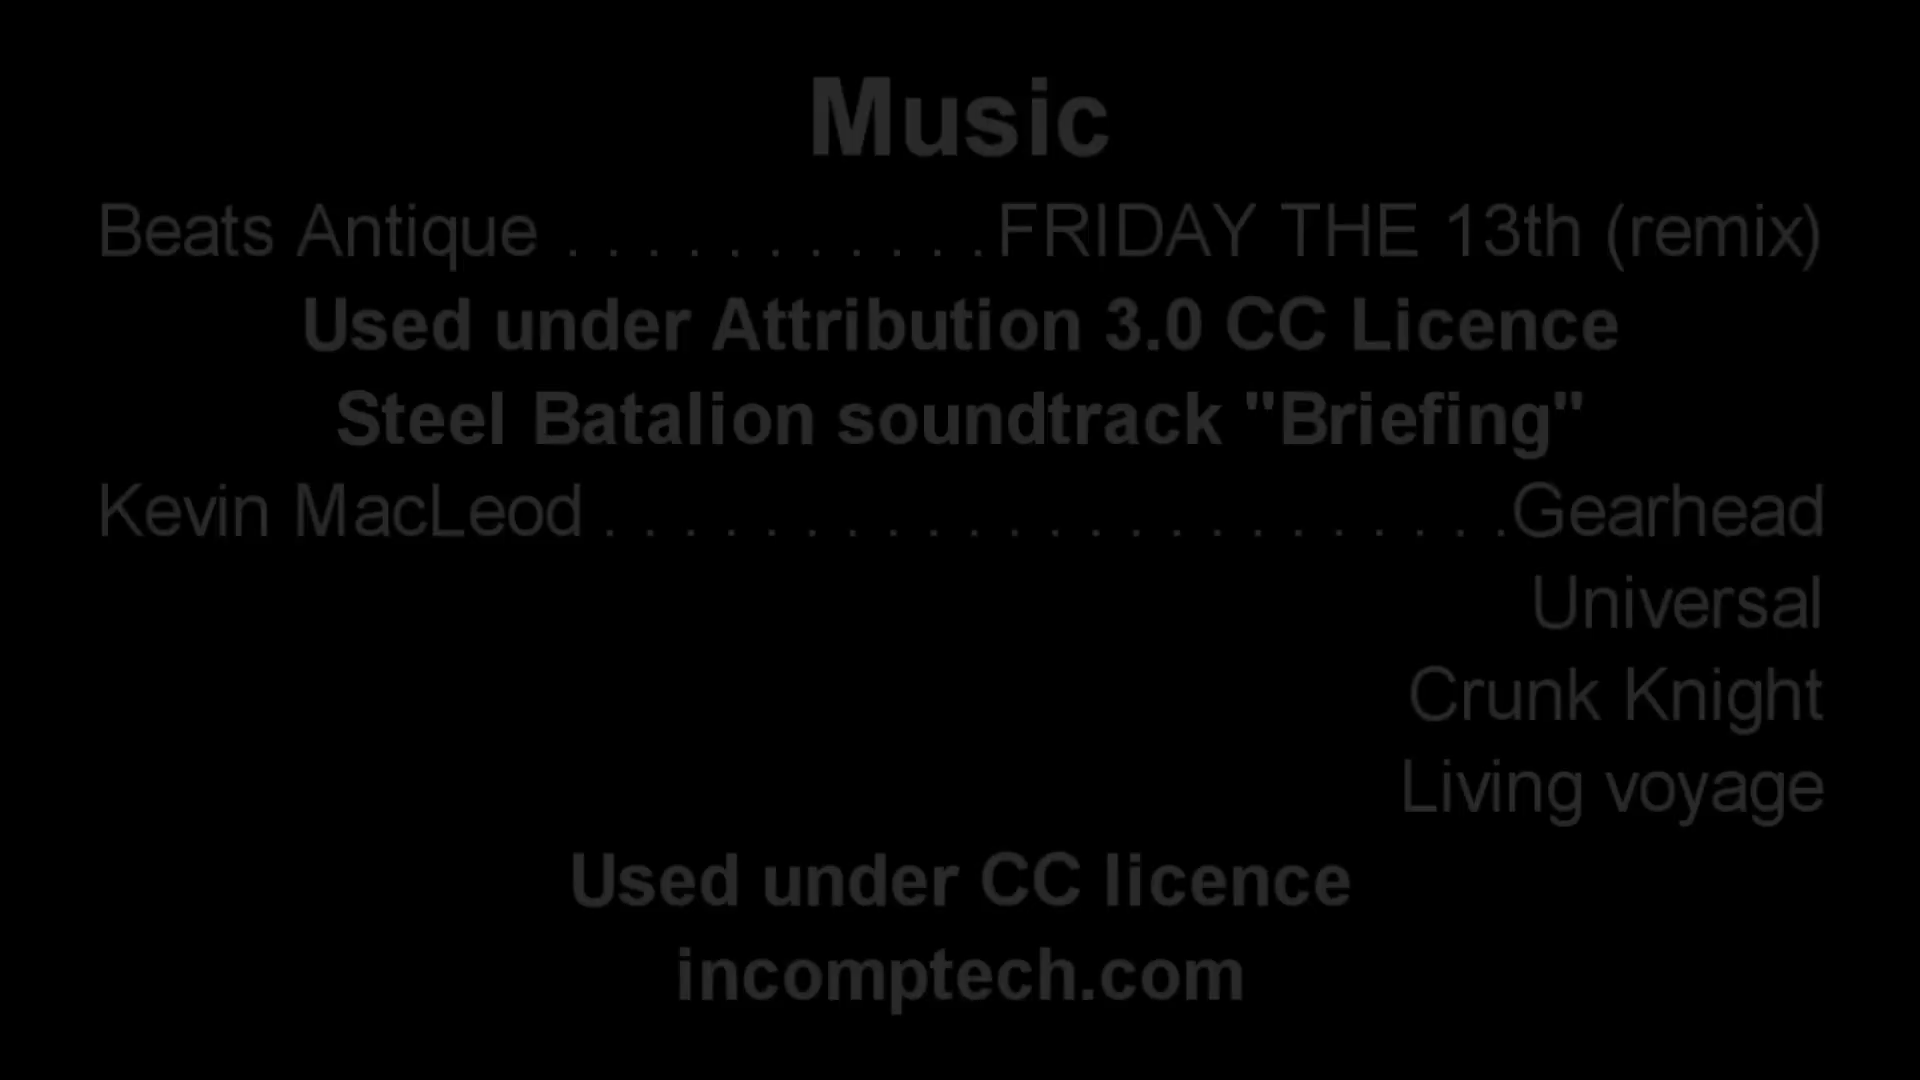 Music
Beats Antique . . . . . . . . . . . FRIDAY THE 13th (remix)
Used under Attribution 3.0 CC Licence
Steel Batalion soundtrack "Briefing"
Kevin MacLeod . . . . . . . . . . . . . . . . . . . . . . . Gearhead
Universal
Crunk Knight
Living voyage
Used under CC licence
incomptech.com